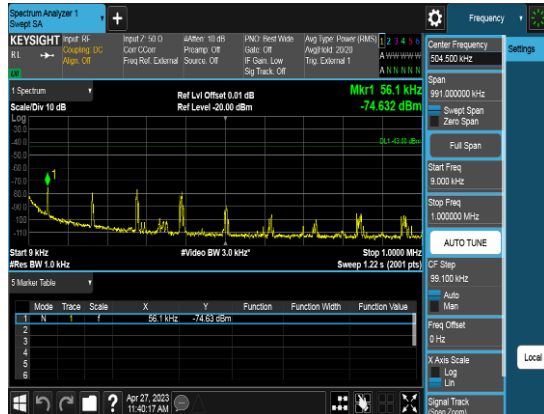 Spectrum Analyzer 1
Swept SA
Frequency
KEYSIGHT
Input: RF
Coupling: DC
Align: Off
Input Z: 50 Ω
Corr CCorr
Freq Ref: External
#Atten: 10 dB
Preamp: Off
Source: Off
PNO: Best Wide
Gate: Off
IF Gain: Low
Sig Track: Off
Avg Type: Power (RMS)
Avg|Hold: 20/20
Trig: External 1
1 2 3 4 5 6
A W W W W W
A N N N N N
RL
1 Spectrum
Scale/Div 10 dB
Log
Ref Lvl Offset 0.01 dB
Ref Level -20.00 dBm
Mkr1 56.1 kHz
-74.632 dBm
DL1 -43.00 dBm
-30.0
-40.0
-50.0
-60.0
-70.0
-80.0
-90.0
-100
-110
1
Start 9 kHz
#Res BW 1.0 kHz
#Video BW 3.0 kHz*
Stop 1.0000 MHz
Sweep 1.22 s (2001 pts)
5 Marker Table
Mode Trace Scale X Y Function Function Width Function Value
1 N 1 f 56.1 kHz -74.63 dBm
2
3
4
5
6
Apr 27, 2023
11:40:17 AM
Center Frequency
504.500 kHz
Settings
Span
991.000000 kHz
Swept Span
Zero Span
Full Span
Start Freq
9.000 kHz
Stop Freq
1.000000 MHz
AUTO TUNE
CF Step
99.100 kHz
Auto
Man
Freq Offset
0 Hz
X Axis Scale
Log
Lin
Local
Signal Track
(Span Zoom)